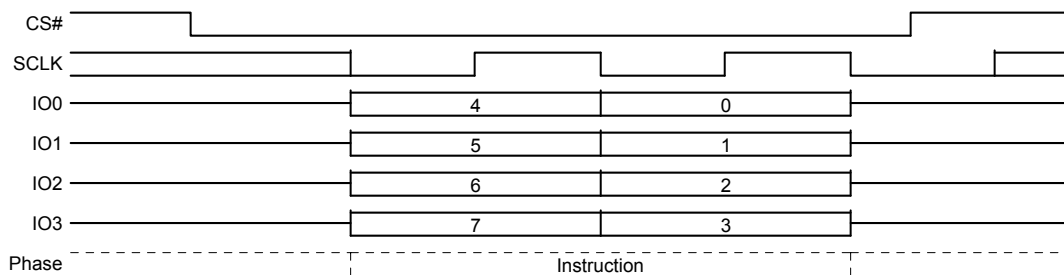 CS#
SCLK
IO0 4 0
IO1 5 1
IO2 6 2
IO3 7 3
Phase Instruction